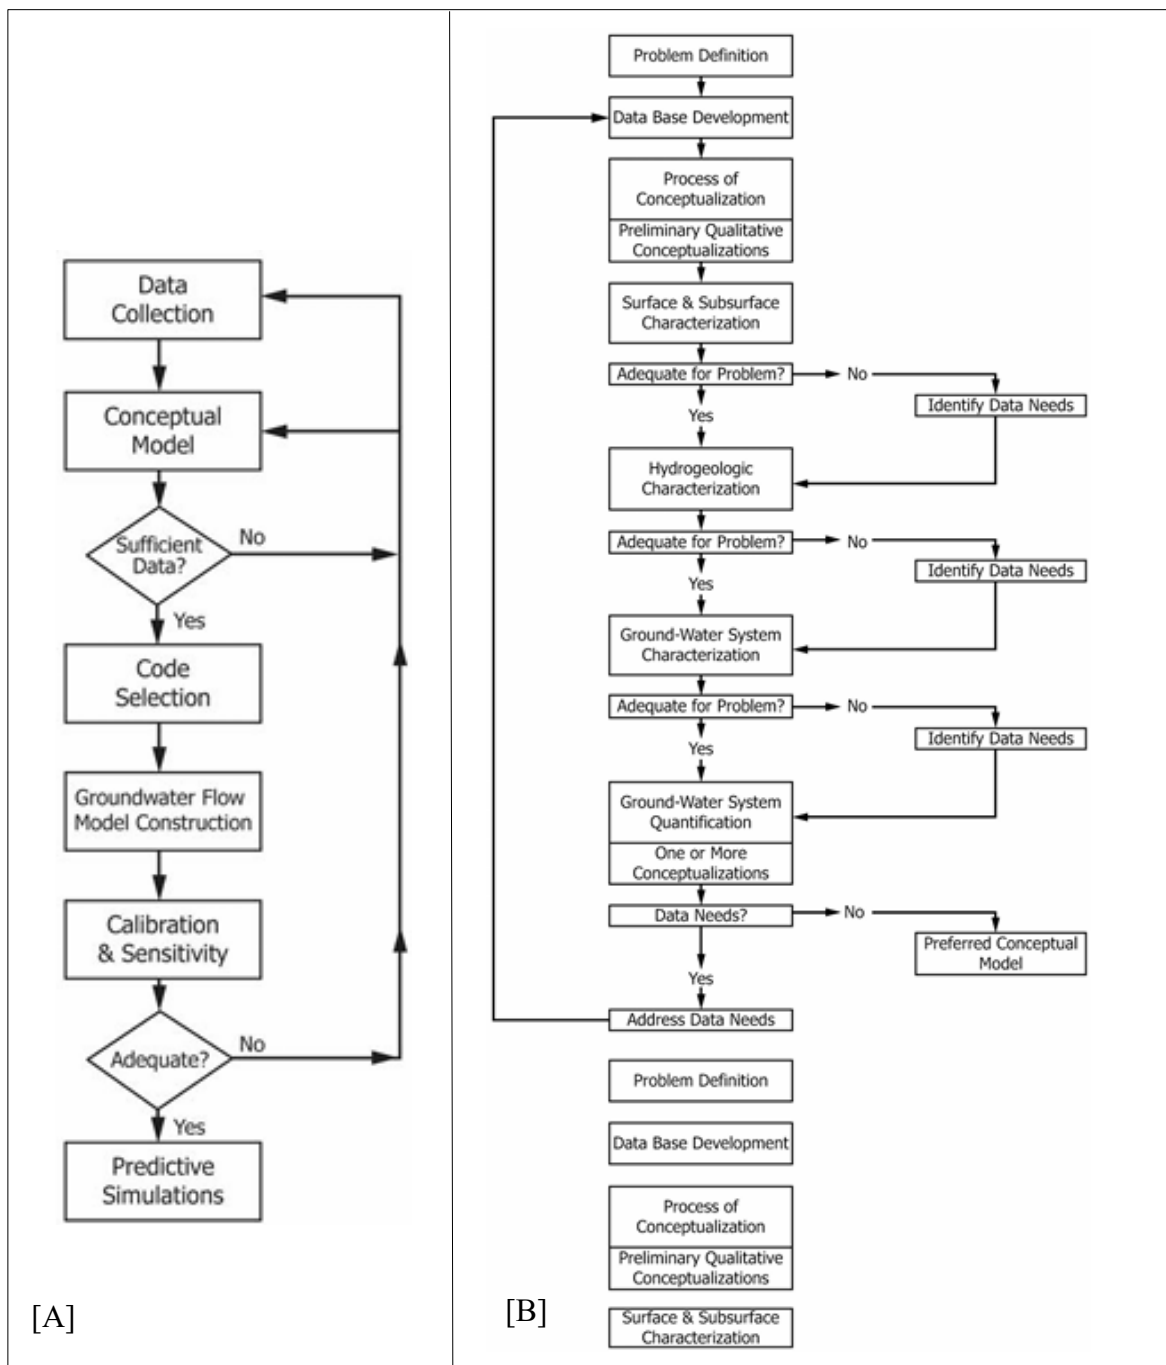 Data
Collection
Conceptual
Model
Sufficient
Data?
No
Yes
Code
Selection
Groundwater Flow
Model Construction
Calibration
& Sensitivity
Adequate?
No
Yes
Predictive
Simulations
[A]
Problem Definition
Data Base Development
Process of
Conceptualization
Preliminary Qualitative
Conceptualizations
Surface & Subsurface
Characterization
Adequate for Problem?
No
Identify Data Needs
Yes
Hydrogeologic
Characterization
Adequate for Problem?
No
Identify Data Needs
Yes
Ground-Water System
Characterization
Adequate for Problem?
No
Identify Data Needs
Yes
Ground-Water System
Quantification
One or More
Conceptualizations
Data Needs?
No
Preferred Conceptual
Model
Yes
Address Data Needs
Problem Definition
Data Base Development
Process of
Conceptualization
Preliminary Qualitative
Conceptualizations
Surface & Subsurface
Characterization
[B]